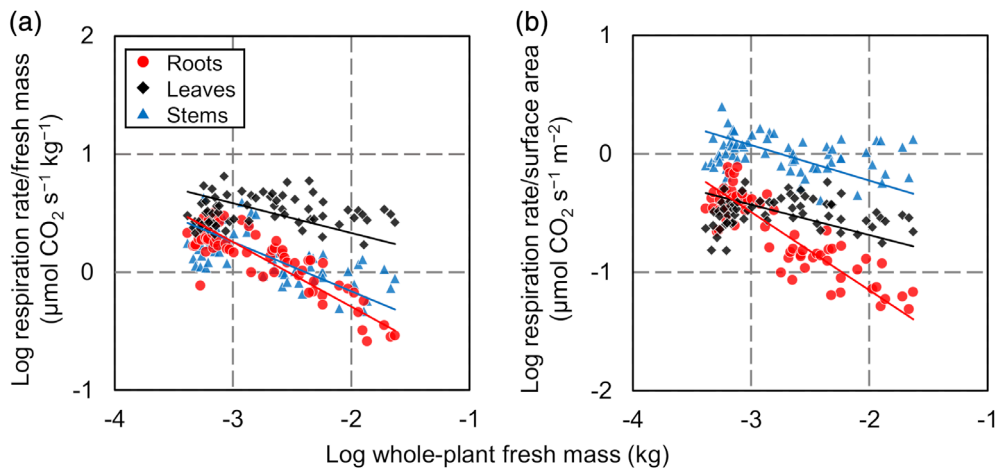 (a)
Log respiration rate/fresh mass
(μmol CO₂ s⁻¹ kg⁻¹)
2
1
0
-1
Roots
Leaves
Stems
-4
-3
-2
-1
(b)
Log respiration rate/surface area
(μmol CO₂ s⁻¹ m⁻²)
1
0
-1
-2
-4
-3
-2
-1
Log whole-plant fresh mass (kg)